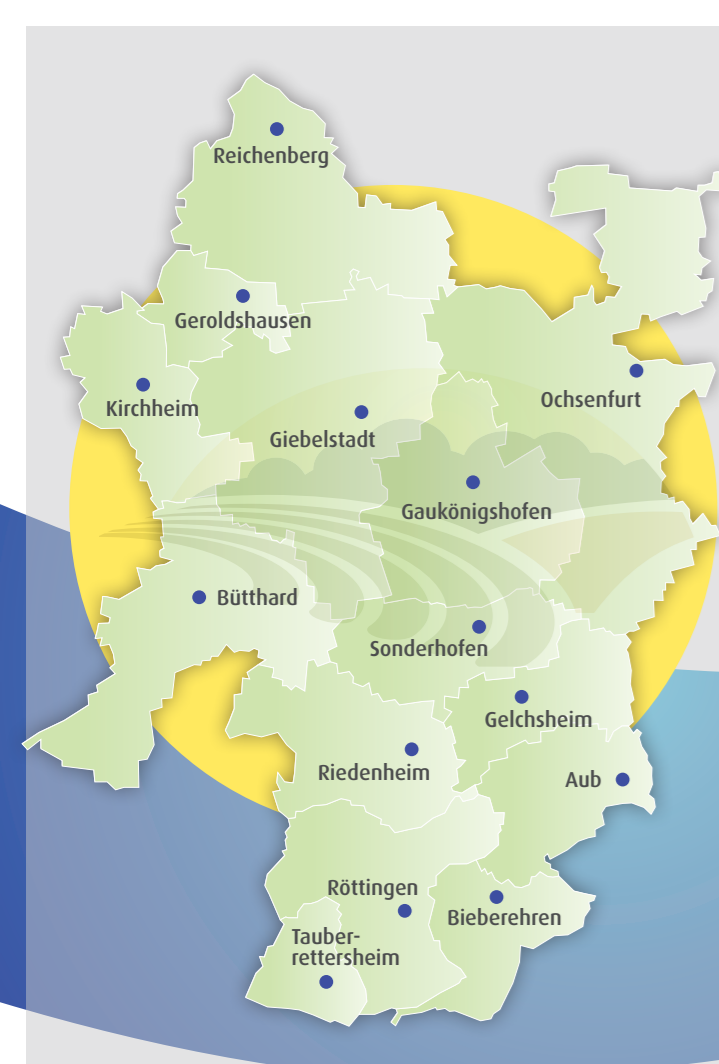 Reichenberg
Geroldshausen
Kirchheim
Ochsenfurt
Giebelstadt
Gaukönigshofen
Bütthard
Sonderhofen
Gelchsheim
Riedenheim
Aub
Röttingen
Bieberehren
Tauber-
rettersheim